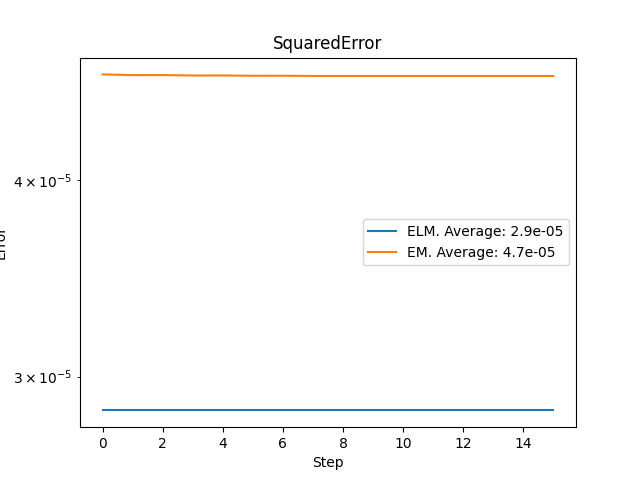 SquaredError
Error
4 × 10⁻⁵
3 × 10⁻⁵
ELM. Average: 2.9e-05
EM. Average: 4.7e-05
0 2 4 6 8 10 12 14
Step